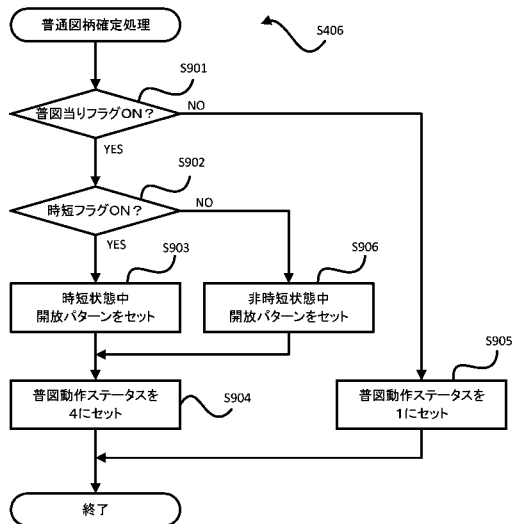 普通図柄確定処理
S406
S901
普図当りフラグON？
NO
YES
S902
時短フラグON？
NO
YES
S903
時短状態中
開放パターンをセット
S906
非時短状態中
開放パターンをセット
普図動作ステータスを
4にセット
S904
S905
普図動作ステータスを
1にセット
終了